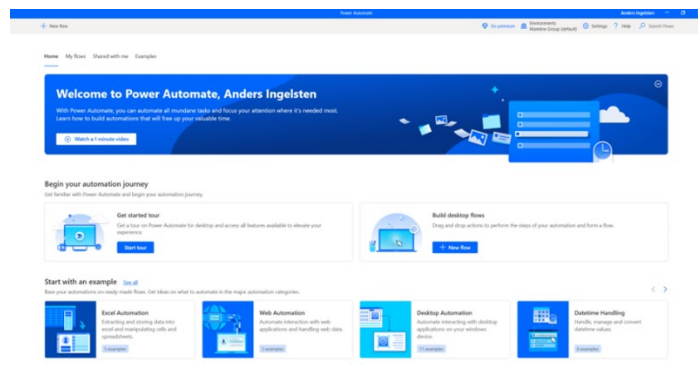 Power Automate
Anders Ingelsten
+ New flow
Go premium
Environments
Mainline Group (default)
Settings
? Help
Search Flows
Home My flows Shared with me Examples
Welcome to Power Automate, Anders Ingelsten
With Power Automate, you can automate all mundane tasks and focus your attention where it's needed most.
Learn how to build automations that will free up your valuable time.
Watch a 1 minute video
Begin your automation journey
Get familiar with Power Automate and begin your automation journey.
Get started tour
Get a tour on Power Automate for desktop and access all features available to elevate your
experience.
Start tour
Build desktop flows
Drag and drop actions to perform the steps of your automation and form a flow.
+ New flow
Start with an example See all
Base your automations on ready-made flows. Get ideas on what to automate in the major automation categories.
Excel Automation
Extracting and storing data into
excel and manipulating cells and
spreadsheets.
5 examples
Web Automation
Automate interaction with web
applications and handling web data.
5 examples
Desktop Automation
Automate interacting with desktop
applications on your windows
device.
11 examples
Datetime Handling
Handle, manage and convert
datetime values.